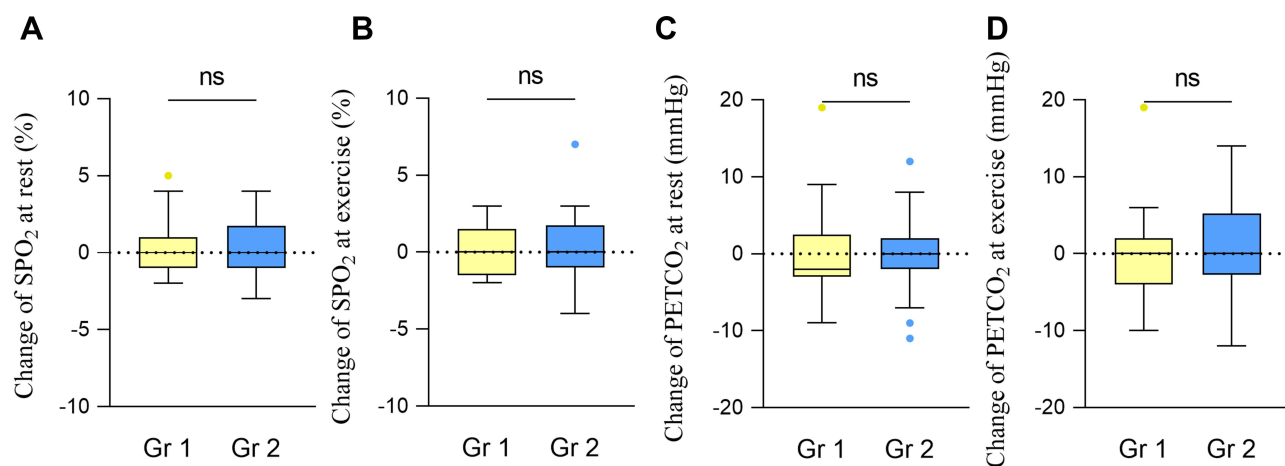 A
B
C
D
Change of SPO₂ at rest (%)
ns
10
5
0
-5
-10
Gr 1 Gr 2
Change of SPO₂ at exercise (%)
ns
10
5
0
-5
-10
Gr 1 Gr 2
Change of PETCO₂ at rest (mmHg)
ns
20
10
0
-10
-20
Gr 1 Gr 2
Change of PETCO₂ at exercise (mmHg)
ns
20
10
0
-10
-20
Gr 1 Gr 2